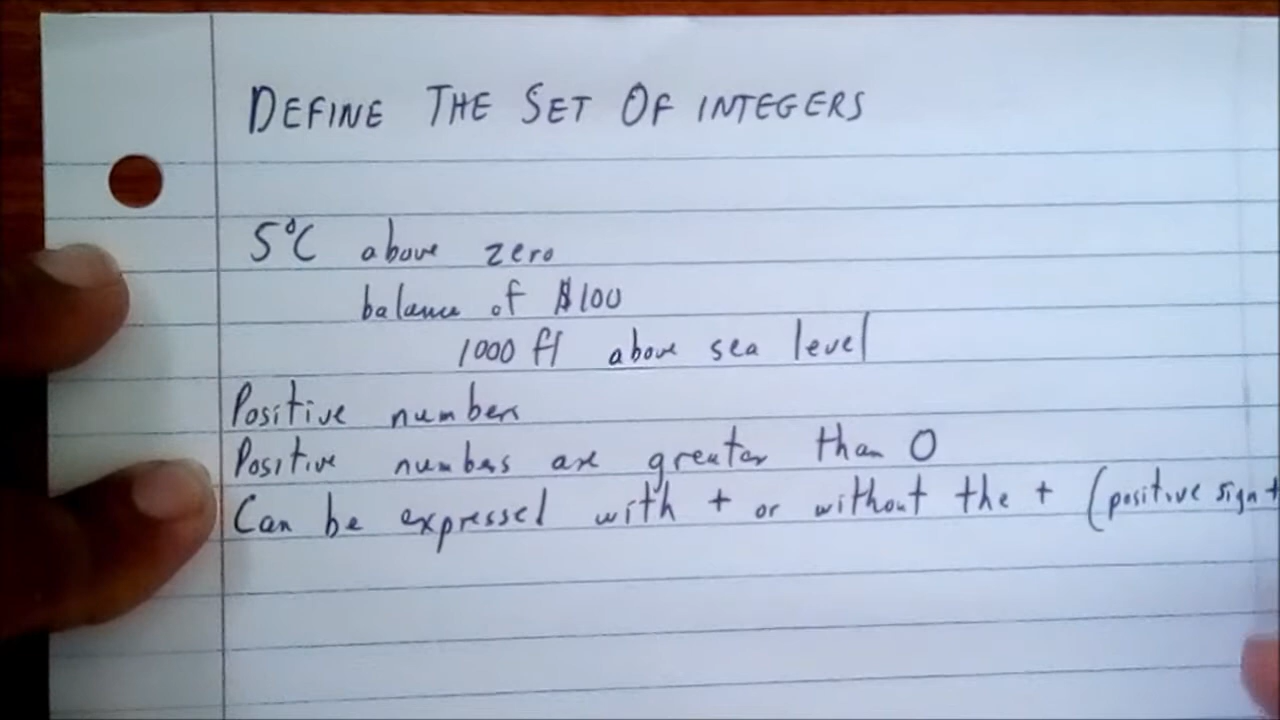 DEFINE THE SET OF INTEGERS
5°C above zero
balance of $100
1000 ft above sea level
Positive numbers
Positive numbers are greater than 0
Can be expressed with + or without the + (positive sign +